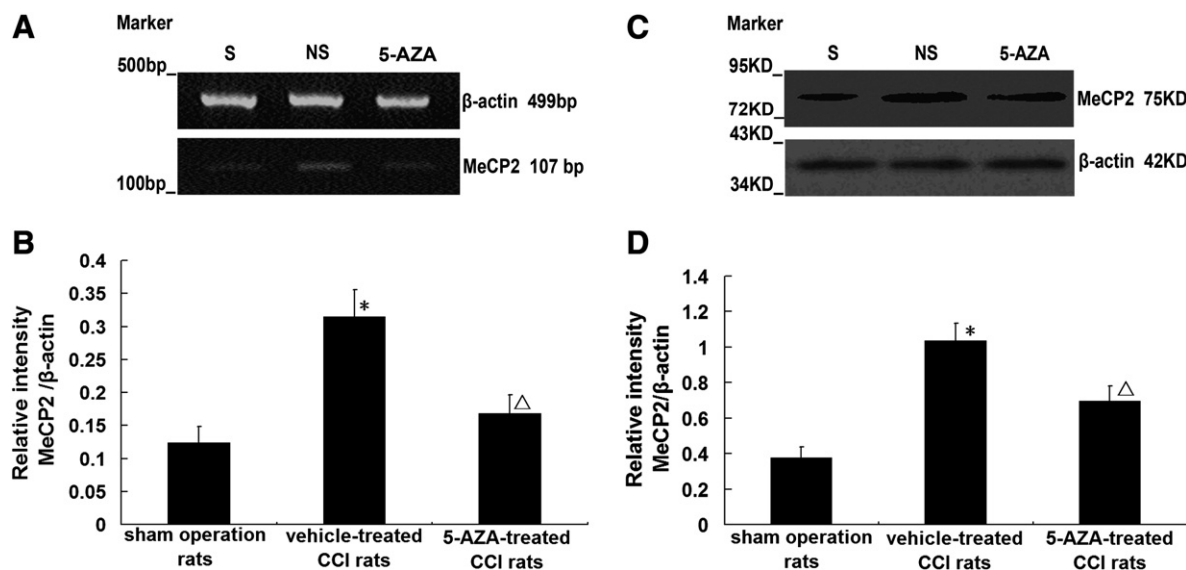 A
Marker
S NS 5-AZA
500bp
β-actin 499bp
MeCP2 107 bp
100bp
B
Relative intensity
MeCP2 /β-actin
0.4
0.35
0.3
0.25
0.2
0.15
0.1
0.05
0
*
△
sham operation
rats
vehicle-treated
CCI rats
5-AZA-treated
CCI rats
C
Marker
S NS 5-AZA
95KD
MeCP2 75KD
72KD
43KD
β-actin 42KD
34KD
D
Relative intensity
MeCP2/β-actin
1.4
1.2
1
0.8
0.6
0.4
0.2
0
*
△
sham operation
rats
vehicle-treated
CCI rats
5-AZA-treated
CCI rats